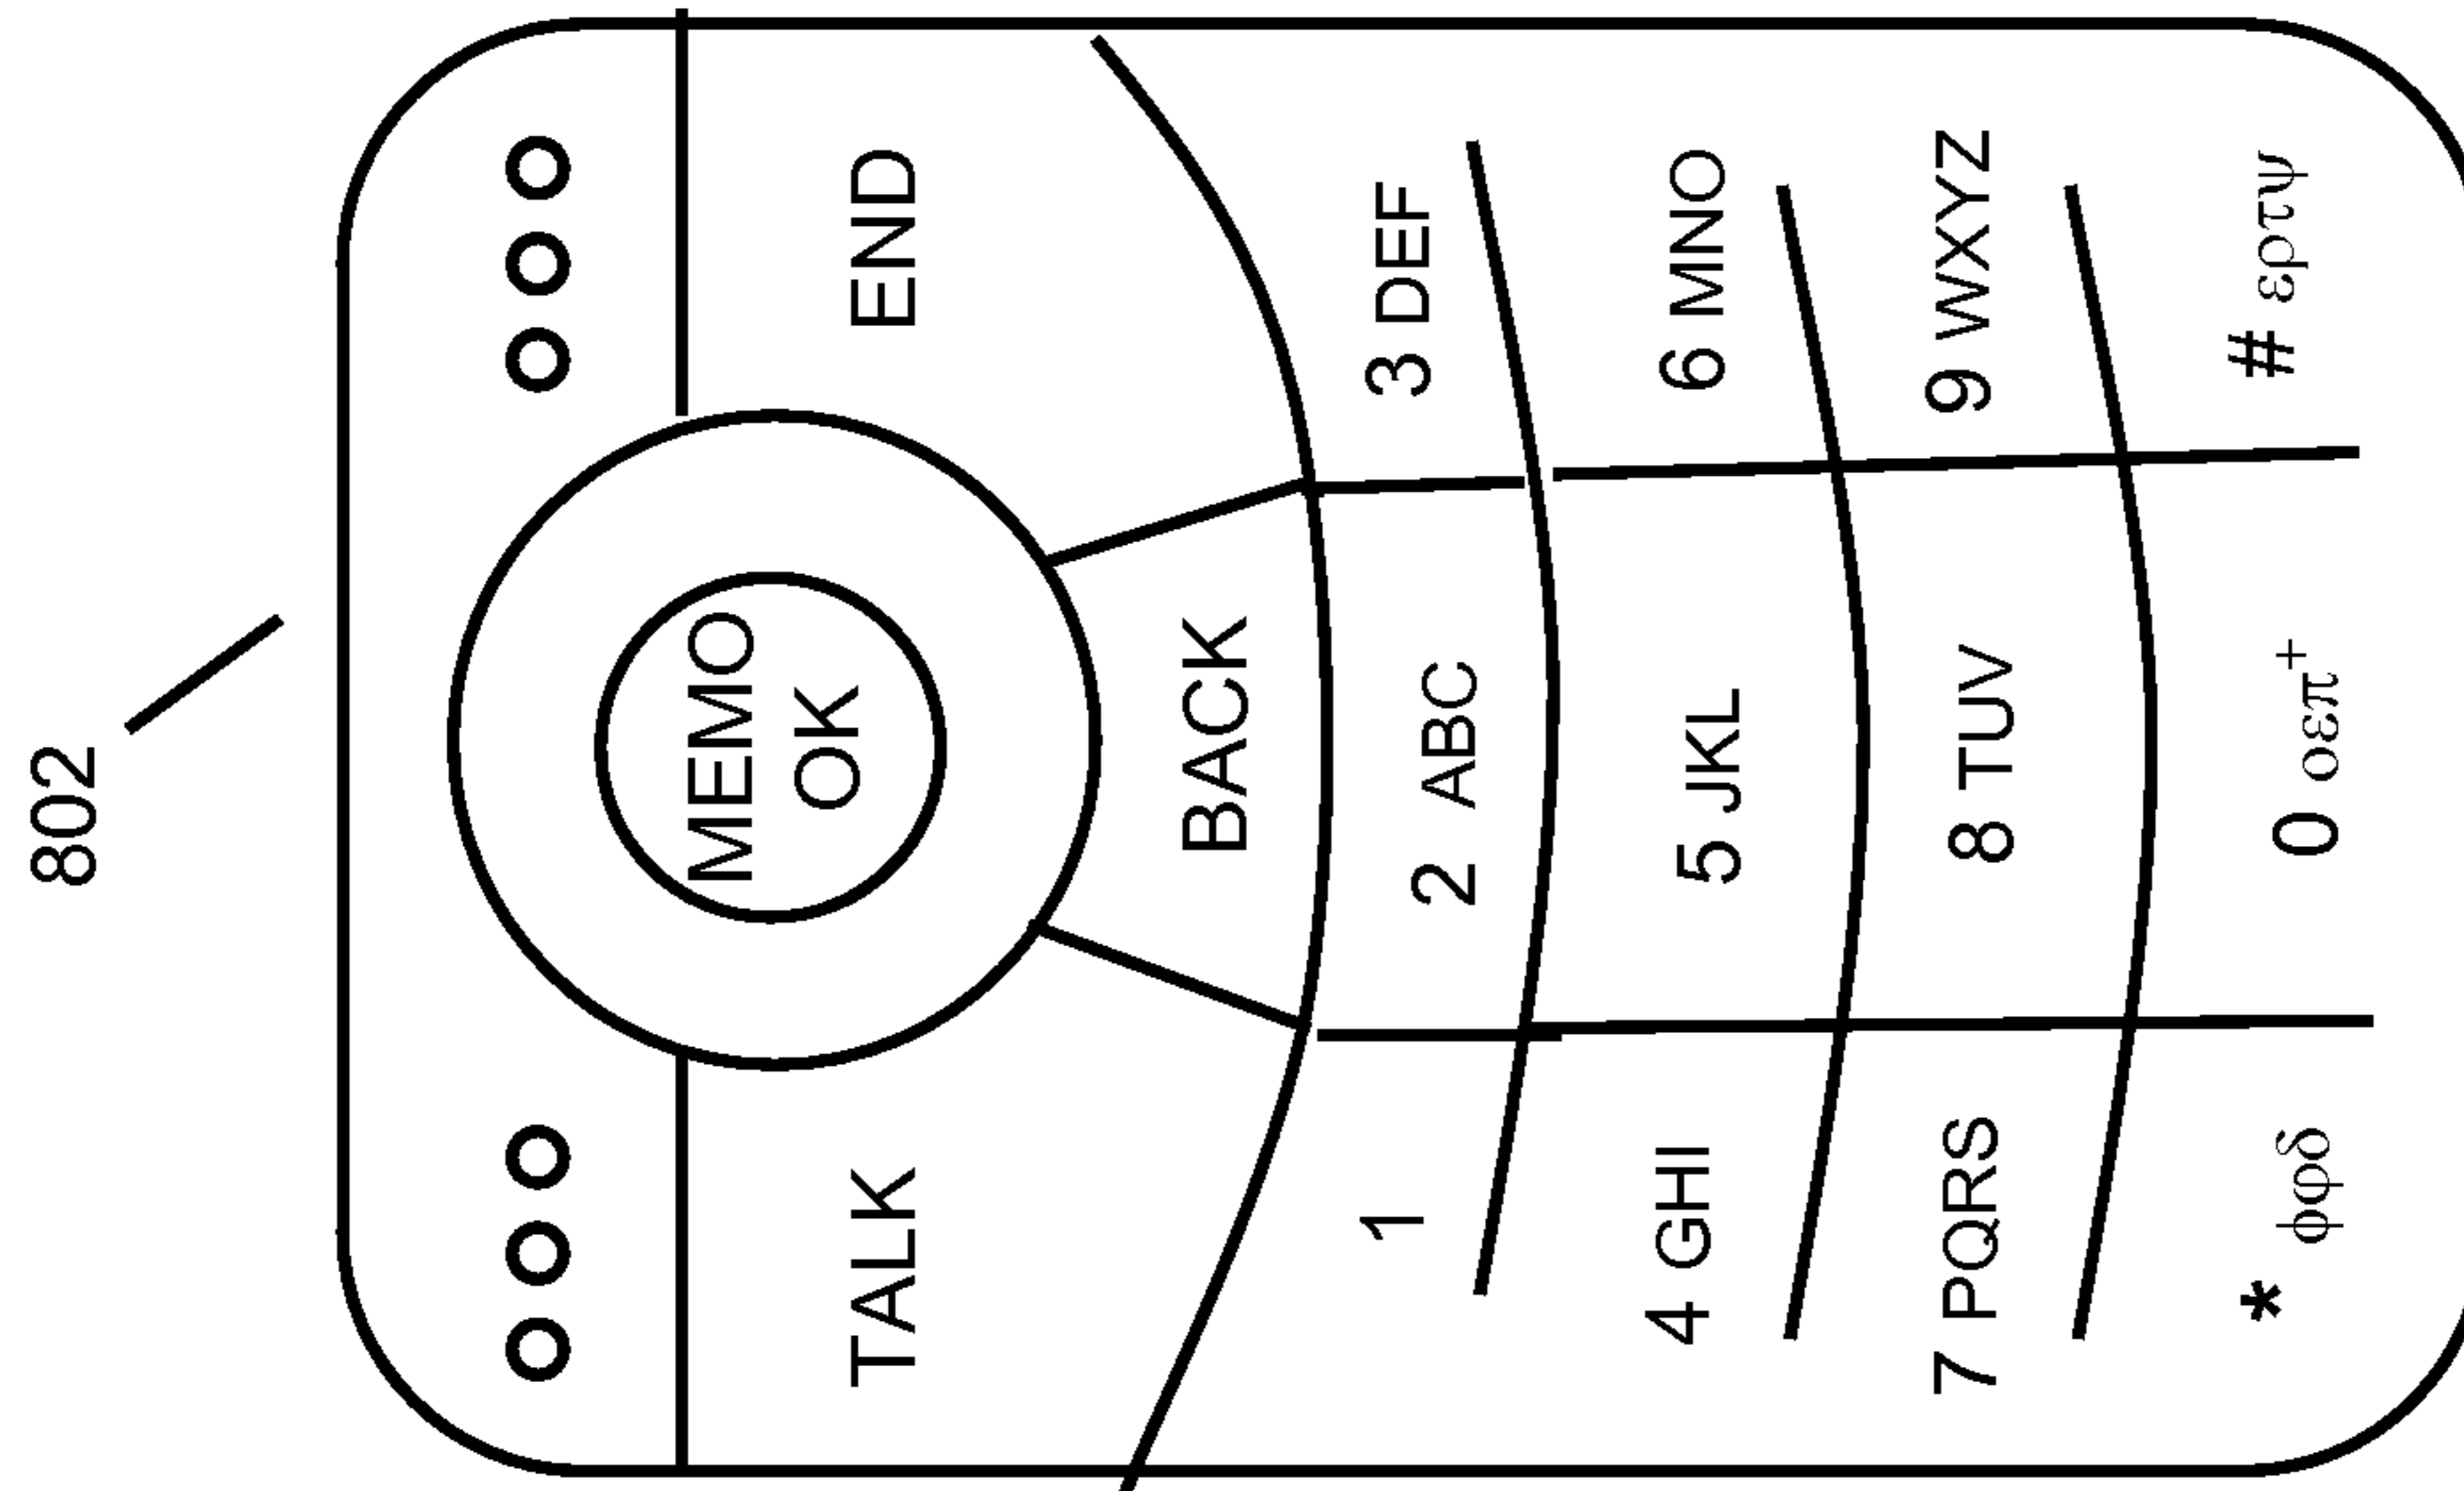 802
MEMO
OK
TALK
END
BACK
1
2 ABC
3 DEF
4 GHI
5 JKL
6 MNO
7 PQRS
8 TUV
9 WXYZ
* ϕφδ
0 οεπ+
# ερπψ